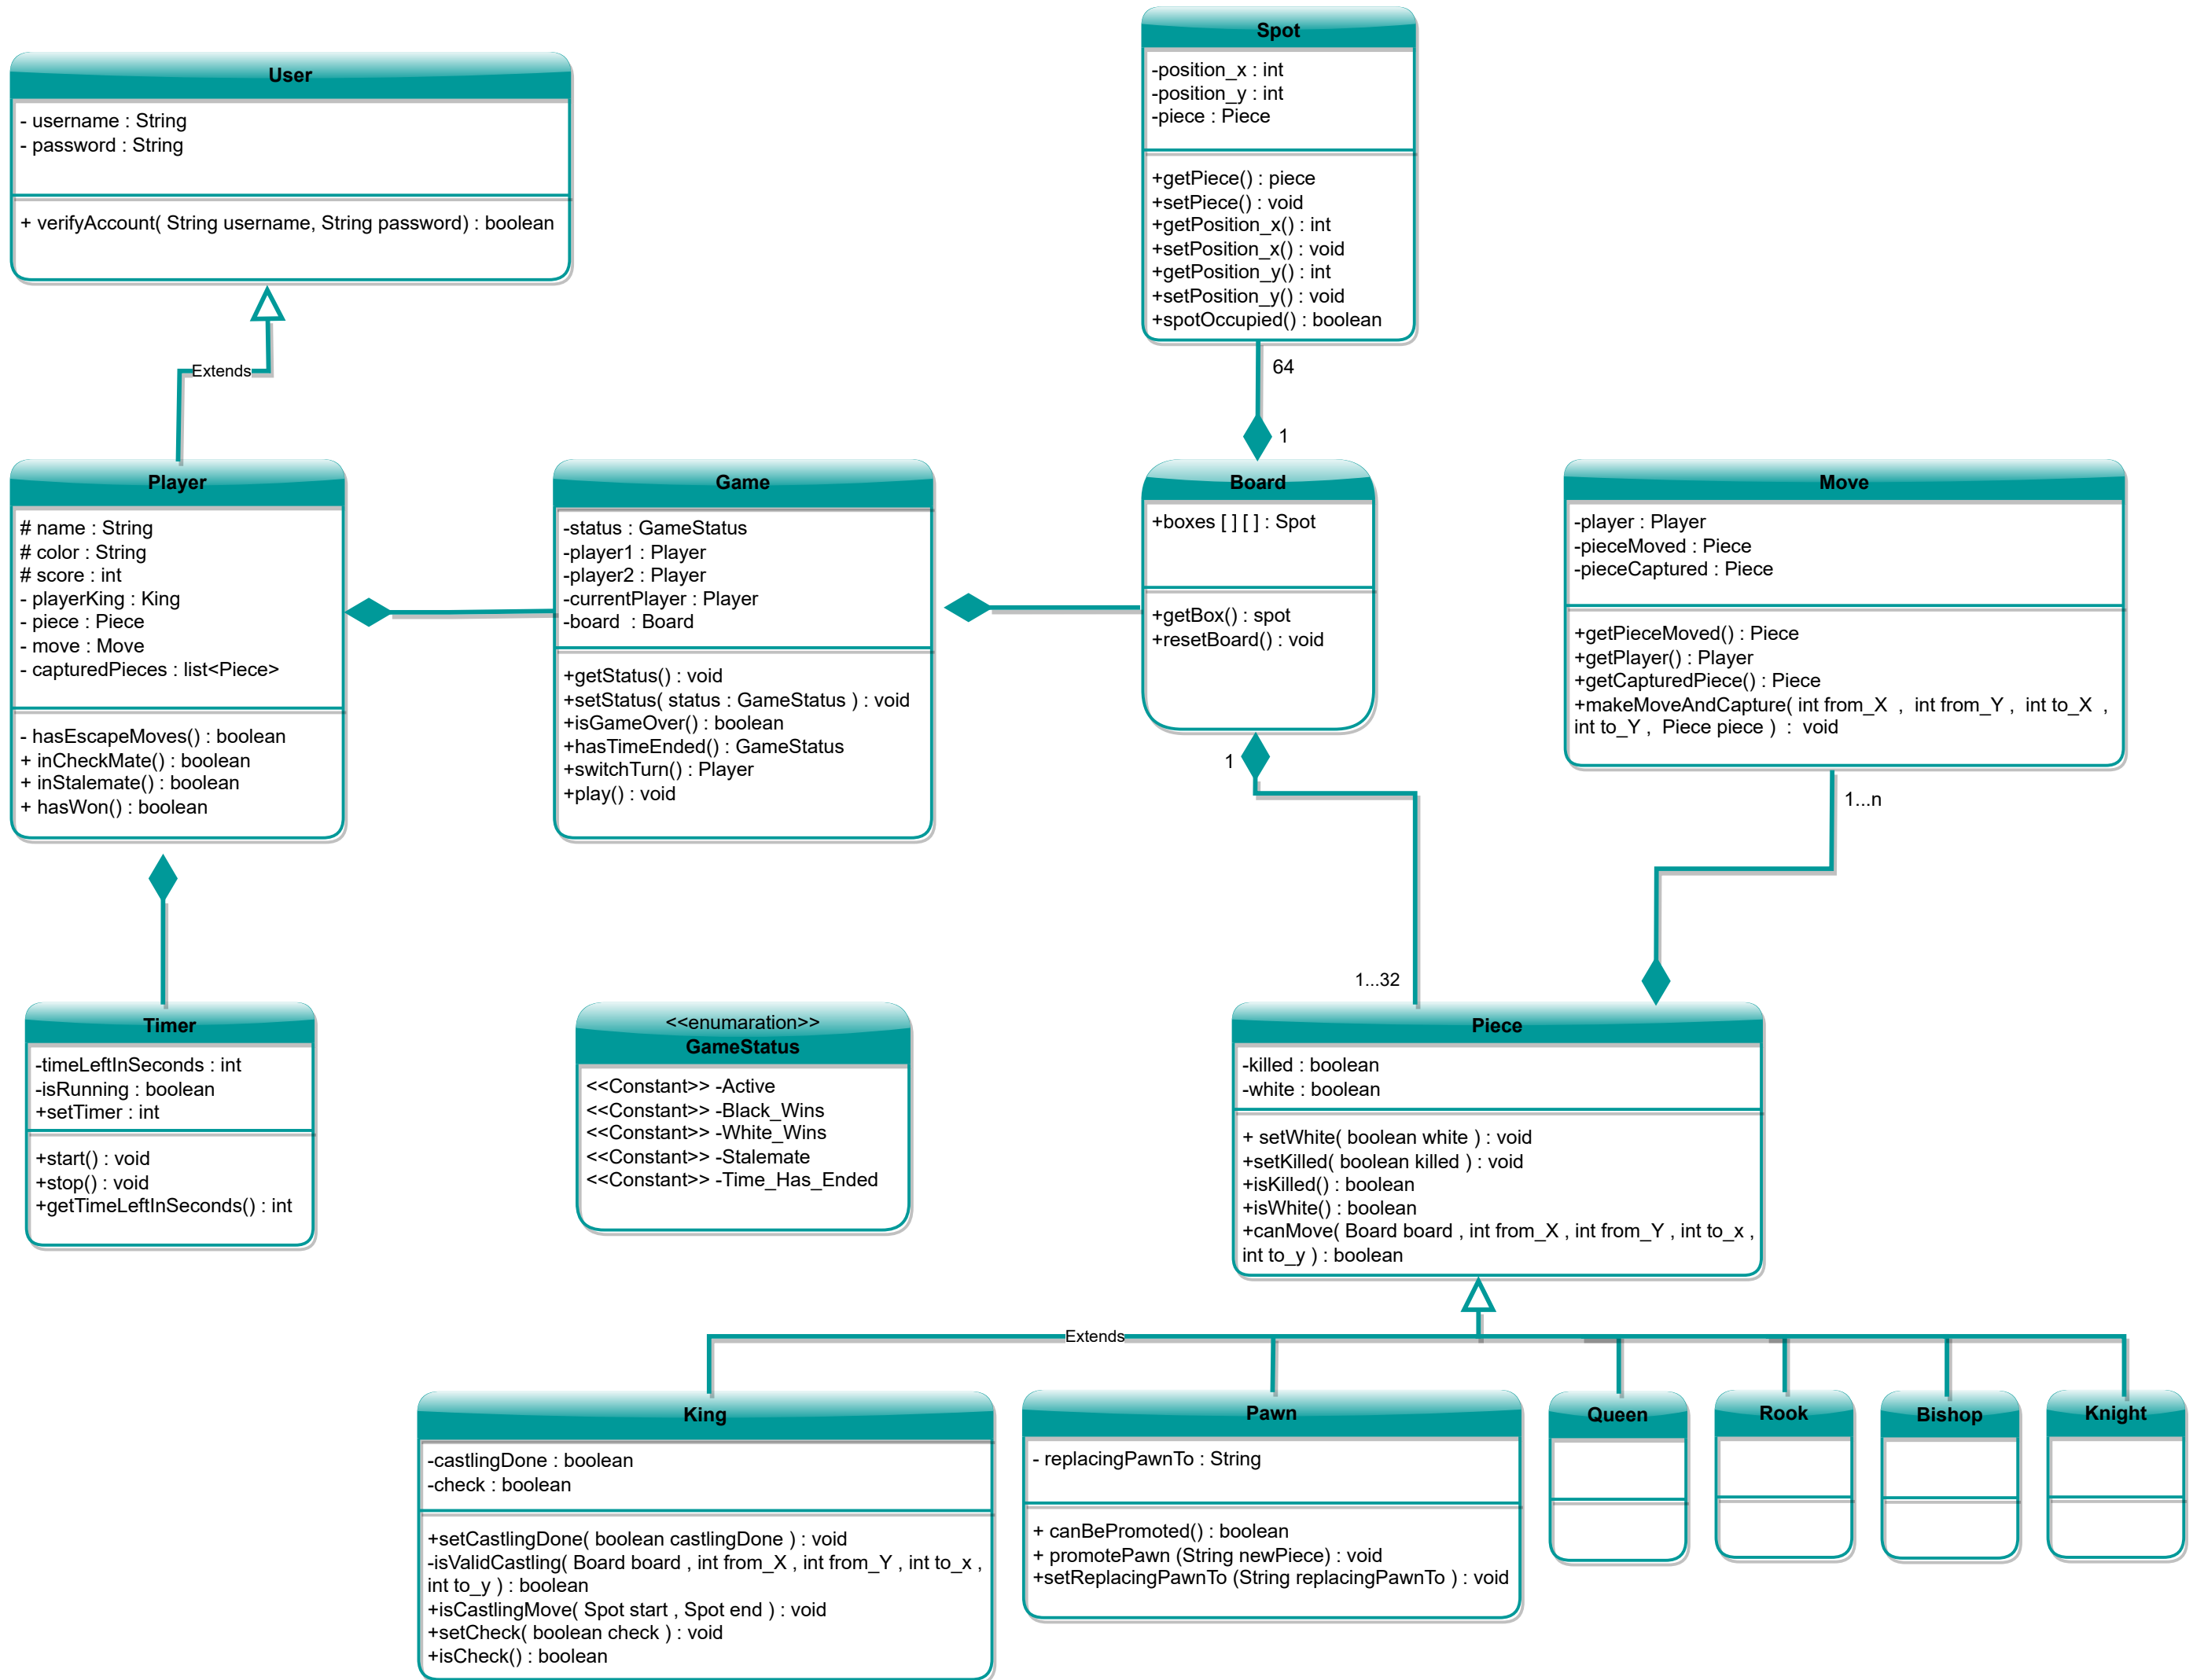 User
- username : String
- password : String
+ verifyAccount( String username, String password) : boolean
Extends
Spot
-position_x : int
-position_y : int
-piece : Piece
+getPiece() : piece
+setPiece() : void
+getPosition_x() : int
+setPosition_x() : void
+getPosition_y() : int
+setPosition_y() : void
+spotOccupied() : boolean
64
1
Player
# name : String
# color : String
# score : int
- playerKing : King
- piece : Piece
- move : Move
- capturedPieces : list<Piece>
- hasEscapeMoves() : boolean
+ inCheckMate() : boolean
+ inStalemate() : boolean
+ hasWon() : boolean
Game
-status : GameStatus
-player1 : Player
-player2 : Player
-currentPlayer : Player
-board : Board
+getStatus() : void
+setStatus( status : GameStatus ) : void
+isGameOver() : boolean
+hasTimeEnded() : GameStatus
+switchTurn() : Player
+play() : void
Board
+boxes [ ] [ ] : Spot
+getBox() : spot
+resetBoard() : void
1
1...32
Move
-player : Player
-pieceMoved : Piece
-pieceCaptured : Piece
+getPieceMoved() : Piece
+getPlayer() : Player
+getCapturedPiece() : Piece
+makeMoveAndCapture( int from_X , int from_Y , int to_X ,
int to_Y , Piece piece ) : void
1...n
Timer
-timeLeftInSeconds : int
-isRunning : boolean
+setTimer : int
+start() : void
+stop() : void
+getTimeLeftInSeconds() : int
<<enumaration>>
GameStatus
<<Constant>> -Active
<<Constant>> -Black_Wins
<<Constant>> -White_Wins
<<Constant>> -Stalemate
<<Constant>> -Time_Has_Ended
Piece
-killed : boolean
-white : boolean
+ setWhite( boolean white ) : void
+setKilled( boolean killed ) : void
+isKilled() : boolean
+isWhite() : boolean
+canMove( Board board , int from_X , int from_Y , int to_x ,
int to_y ) : boolean
Extends
King
-castlingDone : boolean
-check : boolean
+setCastlingDone( boolean castlingDone ) : void
-isValidCastling( Board board , int from_X , int from_Y , int to_x ,
int to_y ) : boolean
+isCastlingMove( Spot start , Spot end ) : void
+setCheck( boolean check ) : void
+isCheck() : boolean
Pawn
- replacingPawnTo : String
+ canBePromoted() : boolean
+ promotePawn (String newPiece) : void
+setReplacingPawnTo (String replacingPawnTo ) : void
Queen
Rook
Bishop
Knight